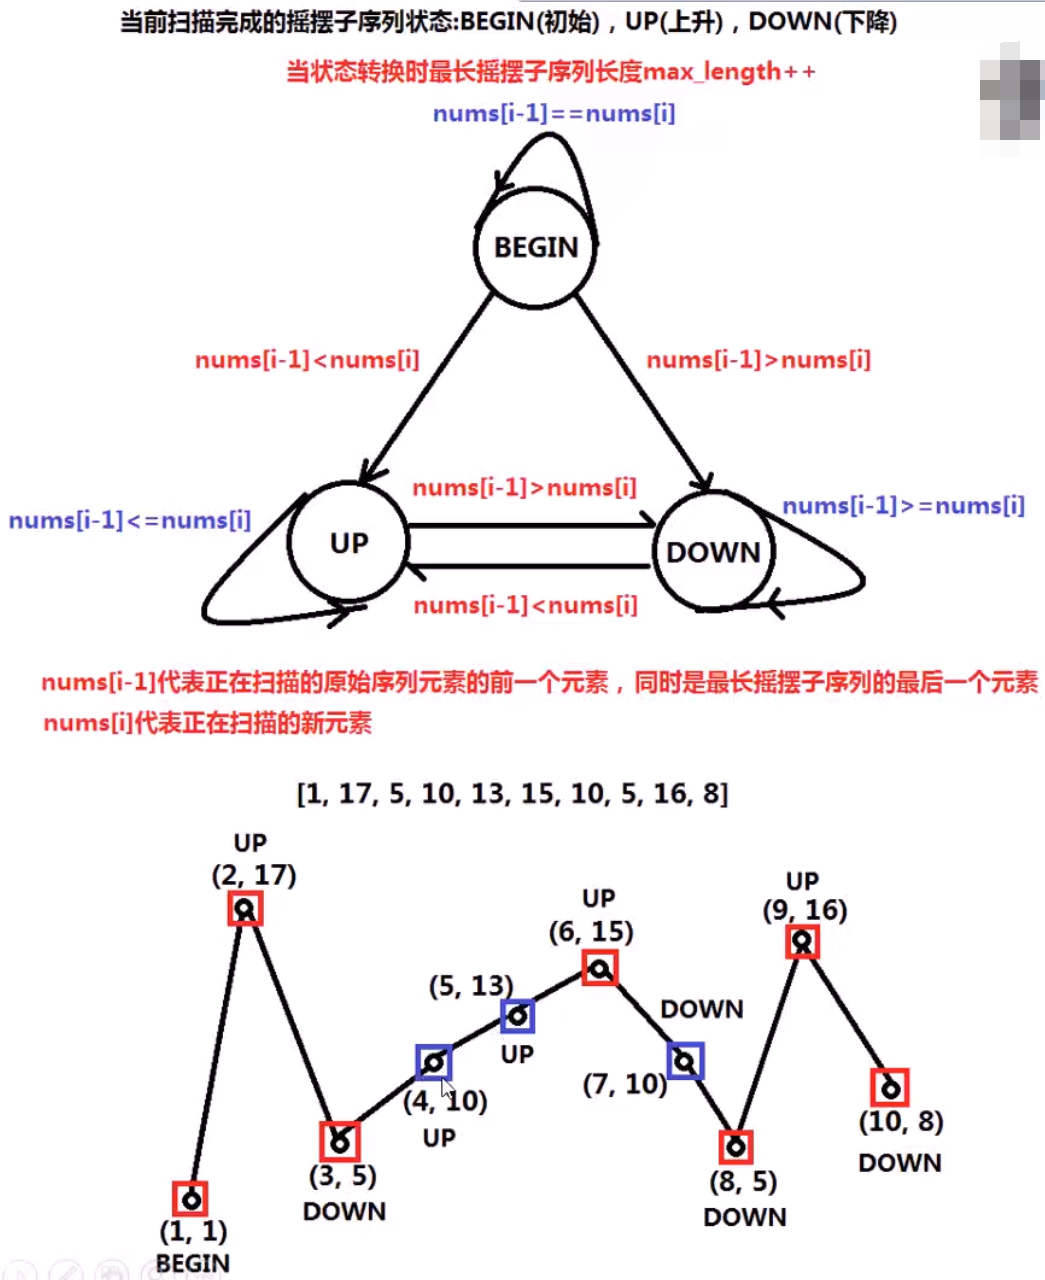 当前扫描完成的摇摆子序列状态:BEGIN(初始)，UP(上升)，DOWN(下降)
当状态转换时最长摇摆子序列长度max_length++
nums[i-1]==nums[i]
BEGIN
nums[i-1]<nums[i]
nums[i-1]>nums[i]
nums[i-1]>nums[i]
nums[i-1]<=nums[i]
nums[i-1]>=nums[i]
UP
DOWN
nums[i-1]<nums[i]
nums[i-1]代表正在扫描的原始序列元素的前一个元素，同时是最长摇摆子序列的最后一个元素
nums[i]代表正在扫描的新元素
[1, 17, 5, 10, 13, 15, 10, 5, 16, 8]
UP
(2, 17)
UP
(9, 16)
UP
(6, 15)
(5, 13)
UP
DOWN
(7, 10)
(4, 10)
UP
(10, 8)
DOWN
(3, 5)
DOWN
(8, 5)
DOWN
(1, 1)
BEGIN